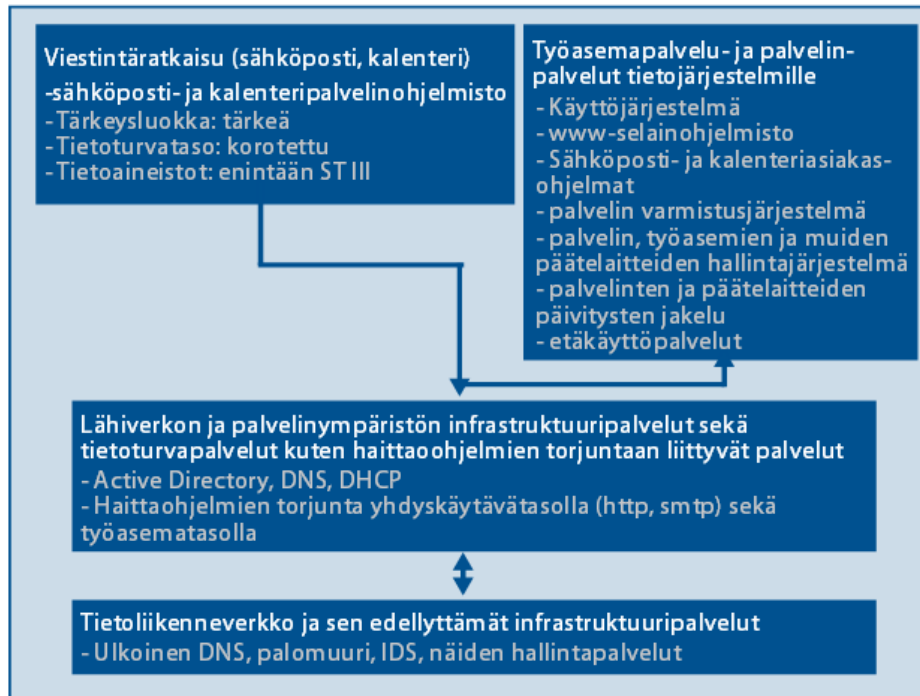 Viestintäratkaisu (sähköposti, kalenteri)
-sähköposti- ja kalenteripalvelinohjelmisto
- Tärkeysluokka: tärkeä
- Tietoturvataso: korotettu
- Tietoaineistot: enintään ST III
Työasemapalvelu- ja palvelin-
palvelut tietojärjestelmille
- Käyttöjärjestelmä
- www-selainohjelmisto
- Sähköposti- ja kalenteriasiakas-
ohjelmat
- palvelin varmistusjärjestelmä
- palvelin, työasemien ja muiden
päätelaitteiden hallintajärjestelmä
- palvelinten ja päätelaitteiden
päivitysten jakelu
- etäkäyttöpalvelut
Lähiverkon ja palvelinympäristön infrastruktuuripalvelut sekä
tietoturvapalvelut kuten haittaoohjelmien torjuntaan liittyvät palvelut
- Active Directory, DNS, DHCP
- Haittaohjelmien torjunta yhdyskäytävätasolla (http, smtp) sekä
työasematasolla
Tietoliikenneverkko ja sen edellyttämät infrastruktuuripalvelut
- Ulkoinen DNS, palomuuri, IDS, näiden hallintapalvelut